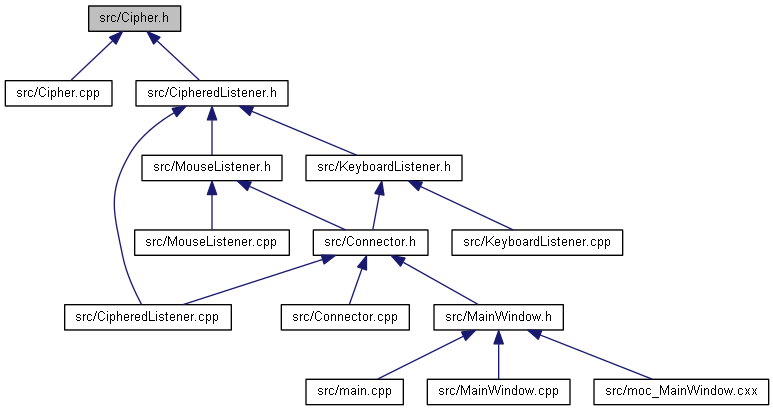 src/Cipher.h
src/Cipher.cpp
src/CipheredListener.h
src/MouseListener.h
src/KeyboardListener.h
src/MouseListener.cpp
src/Connector.h
src/KeyboardListener.cpp
src/CipheredListener.cpp
src/Connector.cpp
src/MainWindow.h
src/main.cpp
src/MainWindow.cpp
src/moc_MainWindow.cxx